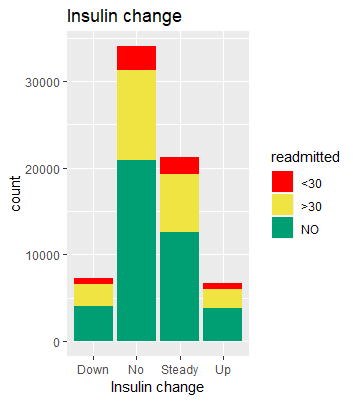 Insulin change
30000
20000
10000
0
count
Down No Steady Up
Insulin change
readmitted
<30
>30
NO